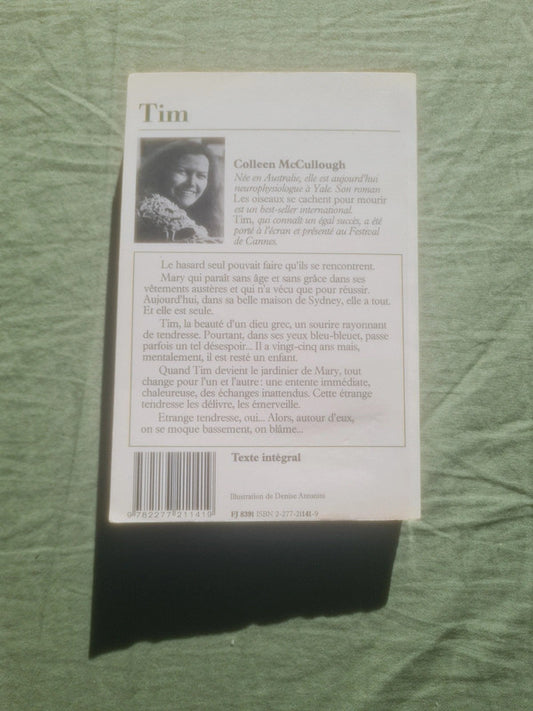 Tim
Colleen McCullough
Née en Australie, elle est aujourd'hui
neurophysiologue à Yale. Son roman
Les oiseaux se cachent pour mourir
est un best-seller international.
Tim, qui connaît un égal succès, a été
porté à l'écran et présenté au Festival
de Cannes.
Le hasard seul pouvait faire qu'ils se rencontrent.
Mary qui paraît sans âge et sans grâce dans ses
vêtements austères et qui n'a vécu que pour réussir.
Aujourd'hui, dans sa belle maison de Sydney, elle a tout.
Et elle est seule.
Tim, la beauté d'un dieu grec, un sourire rayonnant
de tendresse. Pourtant, dans ses yeux bleu-bleuet, passe
parfois un tel désespoir... Il a vingt-cinq ans mais,
mentalement, il est resté un enfant.
Quand Tim devient le jardinier de Mary, tout
change pour l'un et l'autre : une entente immédiate,
chaleureuse, des échanges inattendus. Cette étrange
tendresse les délivre, les émerveille.
Etrange tendresse, oui... Alors, autour d'eux,
on se moque bassement, on blâme...
Texte intégral
Illustration de Denise Antonini
FJ 8391 ISBN 2-277-21141-9
9 782277 211419